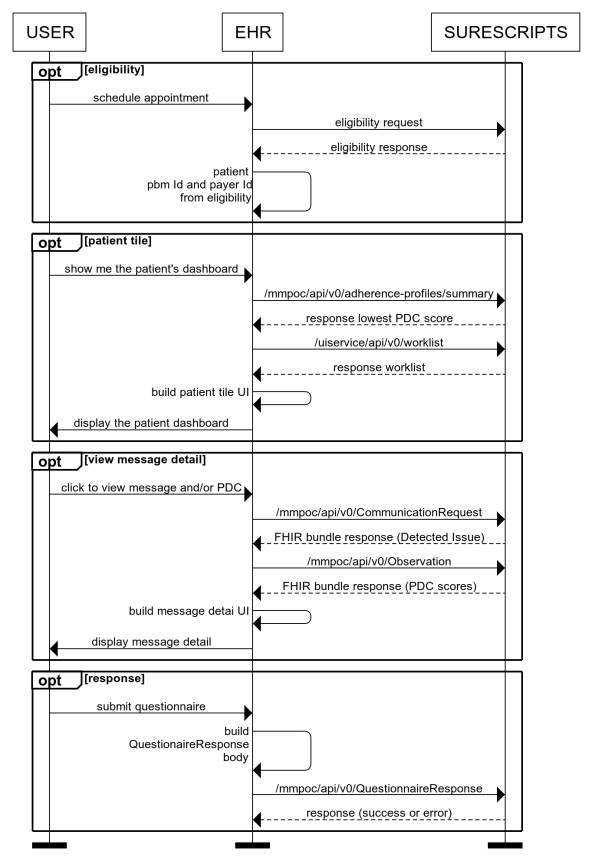 USER
EHR
SURESCRIPTS
opt [eligibility]
schedule appointment
eligibility request
eligibility response
patient
pbm Id and payer Id
from eligibility
opt [patient tile]
show me the patient's dashboard
/mmpoc/api/v0/adherence-profiles/summary
response lowest PDC score
/uiservice/api/v0/worklist
response worklist
build patient tile UI
display the patient dashboard
opt [view message detail]
click to view message and/or PDC
/mmpoc/api/v0/CommunicationRequest
FHIR bundle response (Detected Issue)
/mmpoc/api/v0/Observation
FHIR bundle response (PDC scores)
build message detai UI
display message detail
opt [response]
submit questionnaire
build
QuestionaireResponse
body
/mmpoc/api/v0/QuestionnaireResponse
response (success or error)